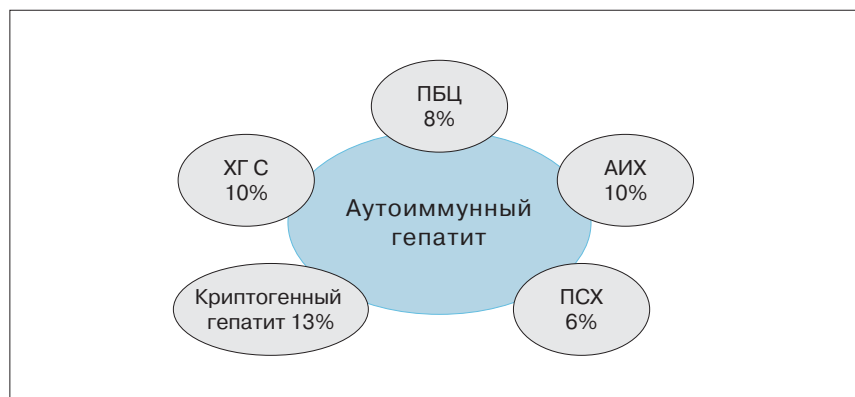 ПБЦ
8%
ХГ С
10%
АИХ
10%
Аутоиммунный
гепатит
Криптогенный
гепатит 13%
ПСХ
6%